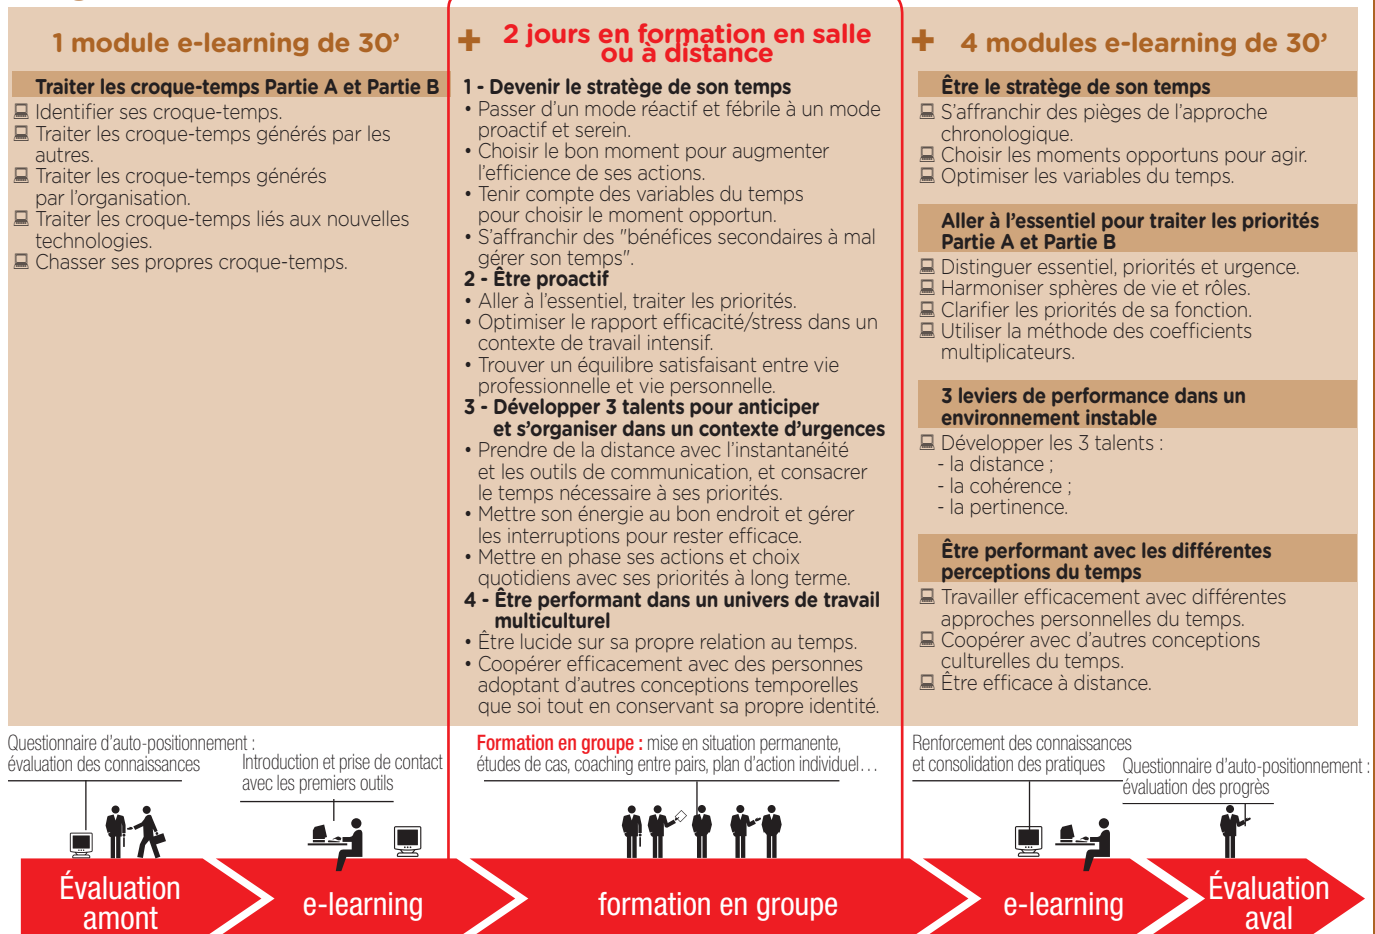 1 module e-learning de 30’
Traiter les croque-temps Partie A et Partie B
Identifier ses croque-temps.
Traiter les croque-temps générés par les
autres.
Traiter les croque-temps générés
par l’organisation.
Traiter les croque-temps liés aux nouvelles
technologies.
Chasser ses propres croque-temps.
+ 2 jours en formation en salle
ou à distance
1 - Devenir le stratège de son temps
• Passer d’un mode réactif et fébrile à un mode
proactif et serein.
• Choisir le bon moment pour augmenter
l’efficience de ses actions.
• Tenir compte des variables du temps
pour choisir le moment opportun.
• S’affranchir des "bénéfices secondaires à mal
gérer son temps".
2 - Être proactif
• Aller à l’essentiel, traiter les priorités.
• Optimiser le rapport efficacité/stress dans un
contexte de travail intensif.
• Trouver un équilibre satisfaisant entre vie
professionnelle et vie personnelle.
3 - Développer 3 talents pour anticiper
et s’organiser dans un contexte d’urgences
• Prendre de la distance avec l’instantanéité
et les outils de communication, et consacrer
le temps nécessaire à ses priorités.
• Mettre son énergie au bon endroit et gérer
les interruptions pour rester efficace.
• Mettre en phase ses actions et choix
quotidiens avec ses priorités à long terme.
4 - Être performant dans un univers de travail
multiculturel
• Être lucide sur sa propre relation au temps.
• Coopérer efficacement avec des personnes
adoptant d’autres conceptions temporelles
que soi tout en conservant sa propre identité.
+ 4 modules e-learning de 30’
Être le stratège de son temps
S’affranchir des pièges de l’approche
chronologique.
Choisir les moments opportuns pour agir.
Optimiser les variables du temps.
Aller à l’essentiel pour traiter les priorités
Partie A et Partie B
Distinguer essentiel, priorités et urgence.
Harmoniser sphères de vie et rôles.
Clarifier les priorités de sa fonction.
Utiliser la méthode des coefficients
multiplicateurs.
3 leviers de performance dans un
environnement instable
Développer les 3 talents :
- la distance ;
- la cohérence ;
- la pertinence.
Être performant avec les différentes
perceptions du temps
Travailler efficacement avec différentes
approches personnelles du temps.
Coopérer avec d’autres conceptions
culturelles du temps.
Être efficace à distance.
Questionnaire d’auto-positionnement :
évaluation des connaissances
Introduction et prise de contact
avec les premiers outils
Formation en groupe : mise en situation permanente,
études de cas, coaching entre pairs, plan d’action individuel…
Renforcement des connaissances
et consolidation des pratiques
Questionnaire d’auto-positionnement :
évaluation des progrès
Évaluation
amont
e-learning
formation en groupe
e-learning
Évaluation
aval